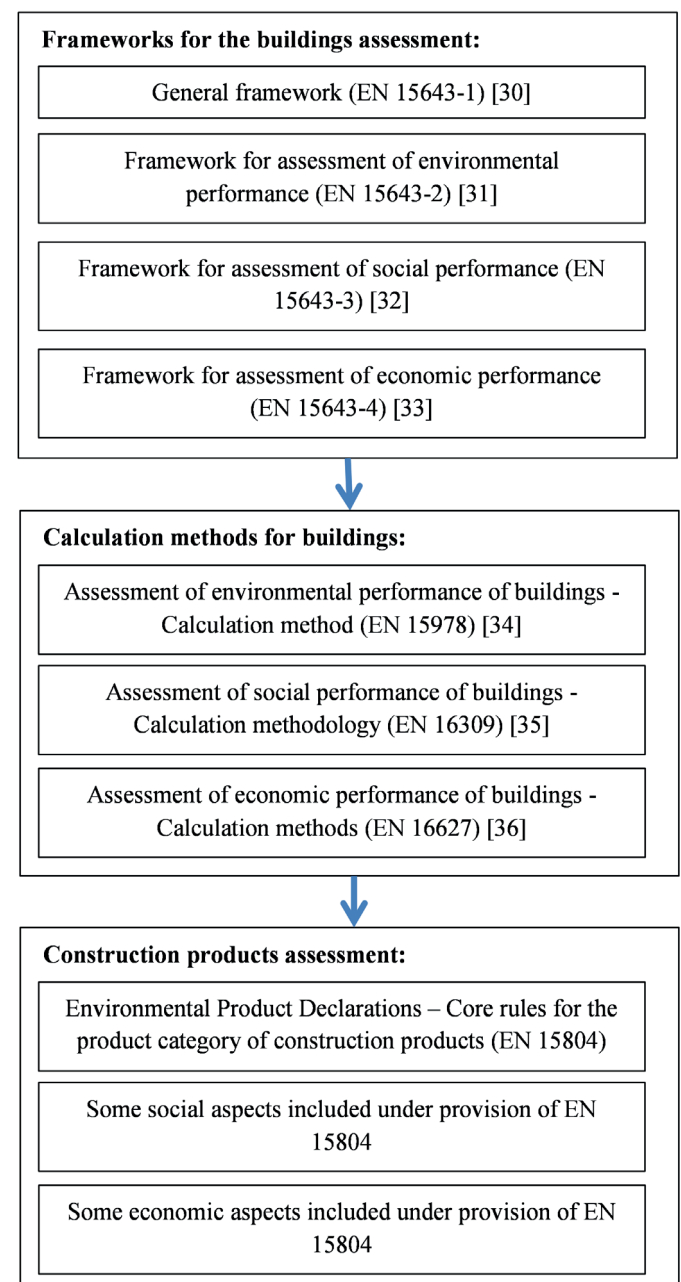 Frameworks for the buildings assessment:
General framework (EN 15643-1) [30]
Framework for assessment of environmental
performance (EN 15643-2) [31]
Framework for assessment of social performance (EN
15643-3) [32]
Framework for assessment of economic performance
(EN 15643-4) [33]
Calculation methods for buildings:
Assessment of environmental performance of buildings -
Calculation method (EN 15978) [34]
Assessment of social performance of buildings -
Calculation methodology (EN 16309) [35]
Assessment of economic performance of buildings -
Calculation methods (EN 16627) [36]
Construction products assessment:
Environmental Product Declarations – Core rules for the
product category of construction products (EN 15804)
Some social aspects included under provision of EN
15804
Some economic aspects included under provision of EN
15804